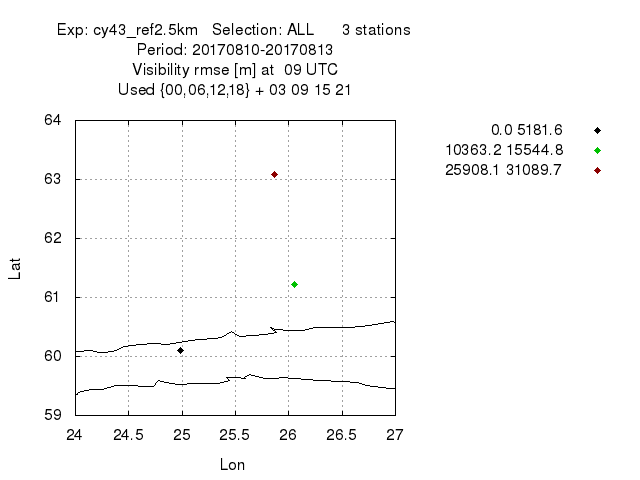 Exp: cy43_ref2.5km   Selection: ALL      3 stations
Period: 20170810-20170813
Visibility rmse [m] at  09 UTC
Used {00,06,12,18} + 03 09 15 21
0.0 5181.6
10363.2 15544.8
25908.1 31089.7
64
63
62
61
60
59
Lat
24 24.5 25 25.5 26 26.5 27
Lon